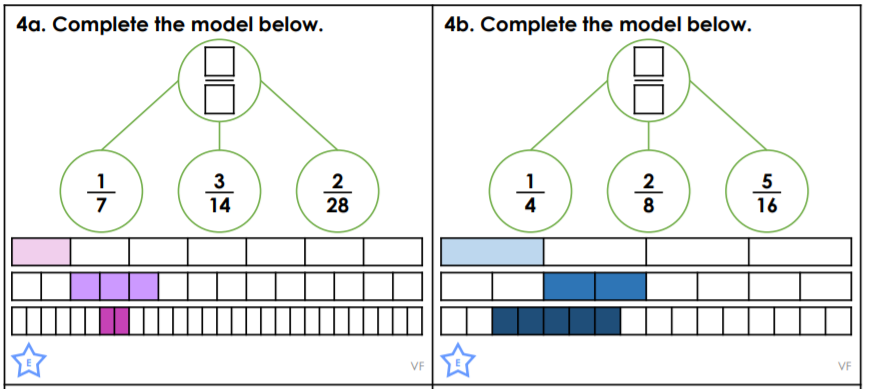 4a. Complete the model below.
1/7
3/14
2/28
E
VF
4b. Complete the model below.
1/4
2/8
5/16
E
VF